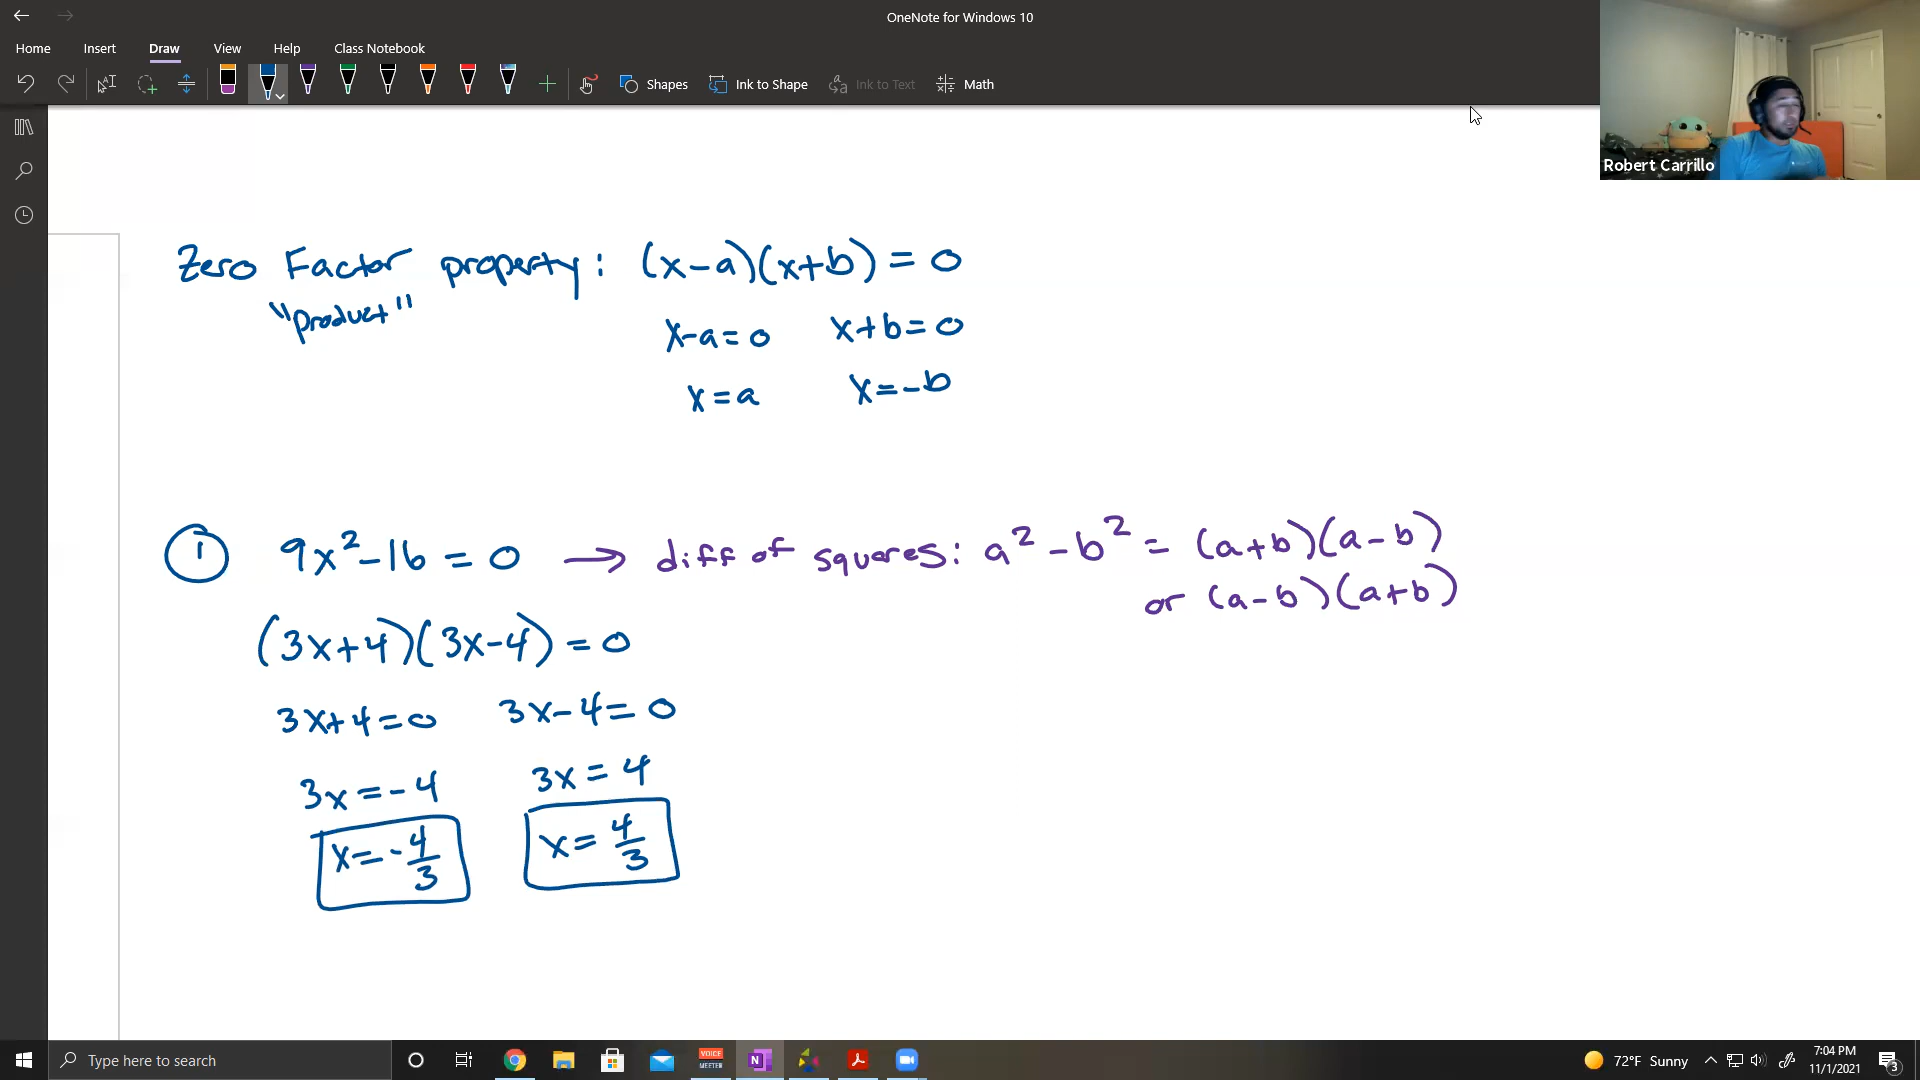 OneNote for Windows 10
Home Insert Draw View Help Class Notebook
Shapes Ink to Shape Ink to Text Math
Robert Carrillo
Zero Factor property: (x-a)(x+b) = 0
"product"
x-a=0 x+b=0
x=a x=-b
1 9x²-16=0 → diff of squares: a²-b² = (a+b)(a-b)
or (a-b)(a+b)
(3x+4)(3x-4)=0
3x+4=0 3x-4=0
3x=-4 3x=4
x=-4/3 x=4/3
Type here to search
VOICE
MEETER
N
72°F Sunny
7:04 PM
11/1/2021
3